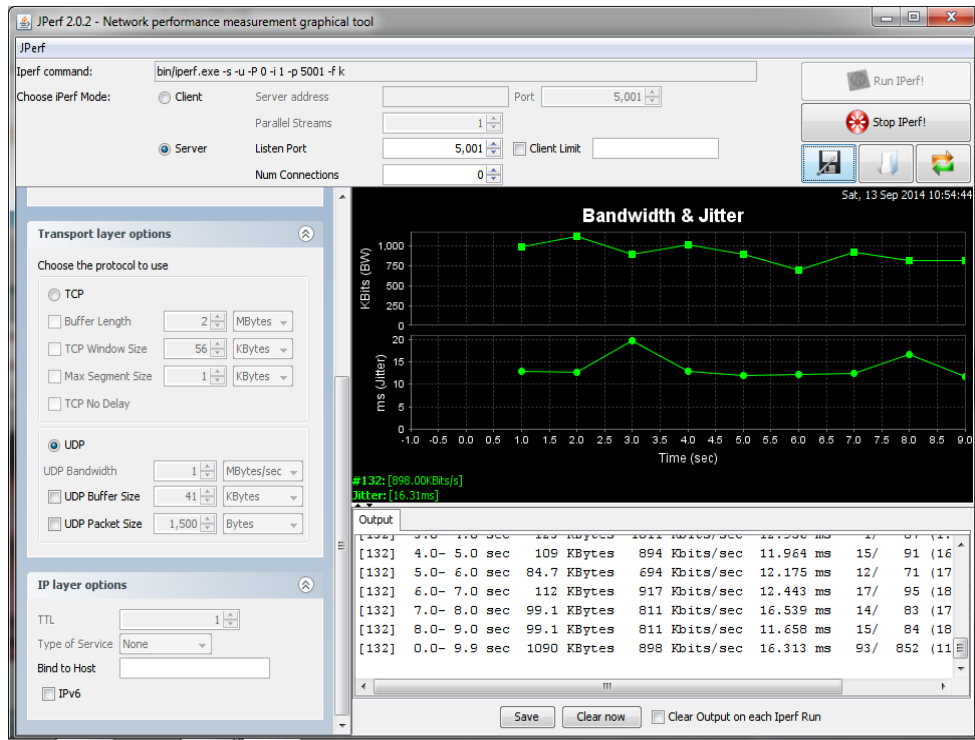 JPerf 2.0.2 - Network performance measurement graphical tool
JPerf
Iperf command: bin/iperf.exe -s -u -P 0 -i 1 -p 5001 -f k
Run IPerf!
Choose iPerf Mode: Client Server address Port 5,001
Parallel Streams 1
Stop IPerf!
Server Listen Port 5,001 Client Limit
Num Connections 0
Sat, 13 Sep 2014 10:54:44
Transport layer options
Choose the protocol to use
TCP
Buffer Length 2 MBytes
TCP Window Size 56 KBytes
Max Segment Size 1 KBytes
TCP No Delay
UDP
UDP Bandwidth 1 MBytes/sec
UDP Buffer Size 41 KBytes
UDP Packet Size 1,500 Bytes
IP layer options
TTL 1
Type of Service None
Bind to Host
IPv6
Bandwidth & Jitter
KBits (BW)
1,000
750
500
250
0
ms (Jitter)
20
15
10
5
0
-1.0 -0.5 0.0 0.5 1.0 1.5 2.0 2.5 3.0 3.5 4.0 4.5 5.0 5.5 6.0 6.5 7.0 7.5 8.0 8.5 9.0
Time (sec)
#132: [898.00KBits/s]
Jitter: [16.31ms]
Output
[132] 4.0- 5.0 sec 109 KBytes 894 Kbits/sec 11.964 ms 15/ 91 (16
[132] 5.0- 6.0 sec 84.7 KBytes 694 Kbits/sec 12.175 ms 12/ 71 (17
[132] 6.0- 7.0 sec 112 KBytes 917 Kbits/sec 12.443 ms 17/ 95 (18
[132] 7.0- 8.0 sec 99.1 KBytes 811 Kbits/sec 16.539 ms 14/ 83 (17
[132] 8.0- 9.0 sec 99.1 KBytes 811 Kbits/sec 11.658 ms 15/ 84 (18
[132] 0.0- 9.9 sec 1090 KBytes 898 Kbits/sec 16.313 ms 93/ 852 (11
Save Clear now Clear Output on each Iperf Run